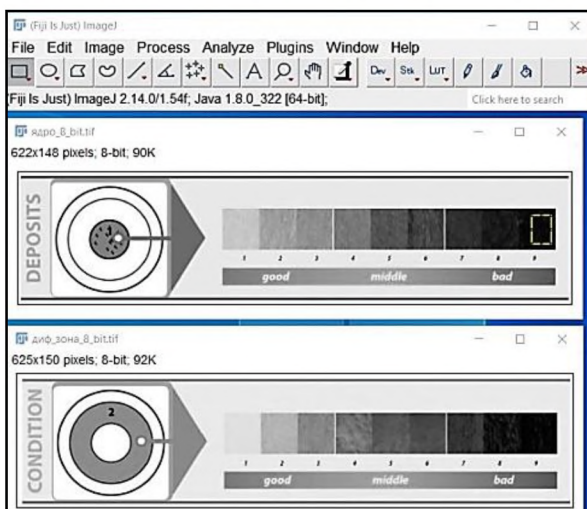 (Fiji Is Just) ImageJ
File Edit Image Process Analyze Plugins Window Help
A Dev. Stk LUT
(Fiji Is Just) ImageJ 2.14.0/1.54f; Java 1.8.0_322 [64-bit];
Click here to search
ядро_8_bit.tif
622x148 pixels; 8-bit; 90K
DEPOSITS
1
1 2 3 4 5 6 7 8 9
good middle bad
диф_зона_8_bit.tif
625x150 pixels; 8-bit; 92K
CONDITION
2
1 2 3 4 5 6 7 8 9
good middle bad